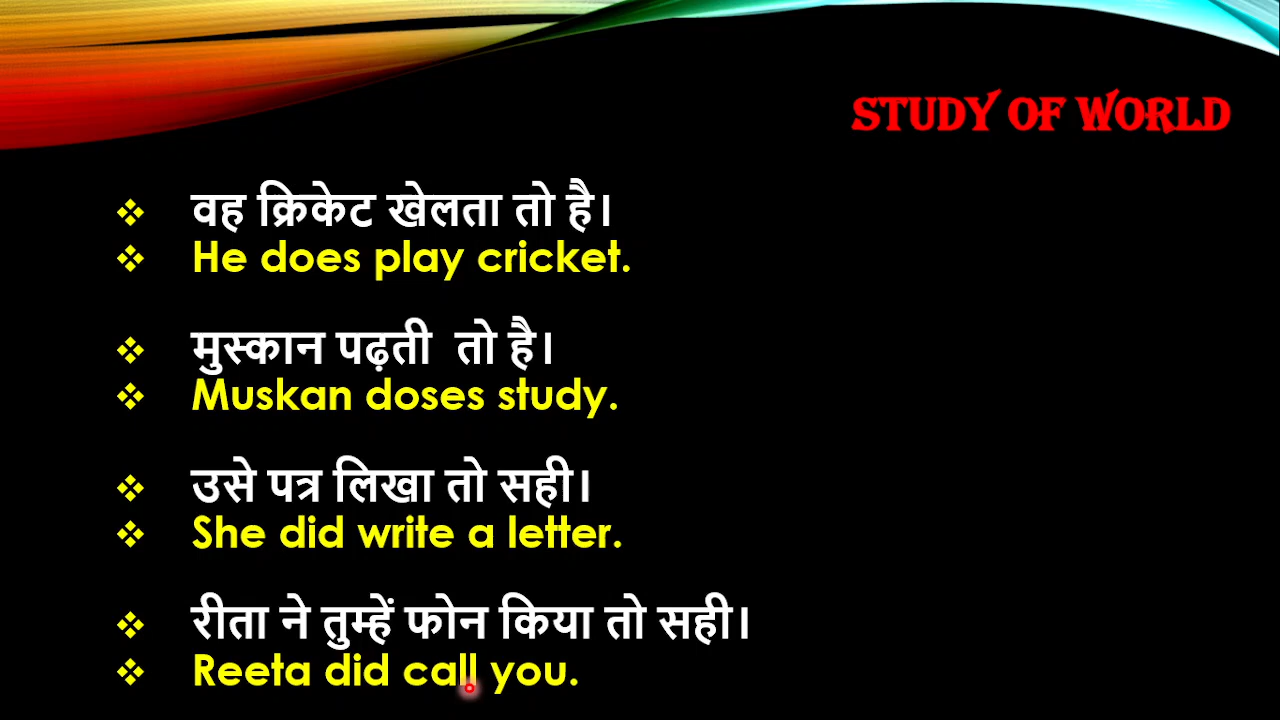 STUDY OF WORLD
❖ वह क्रिकेट खेलता तो है।
❖ He does play cricket.
❖ मुस्कान पढ़ती तो है।
❖ Muskan doses study.
❖ उसे पत्र लिखा तो सही।
❖ She did write a letter.
❖ रीता ने तुम्हें फोन किया तो सही।
❖ Reeta did call you.